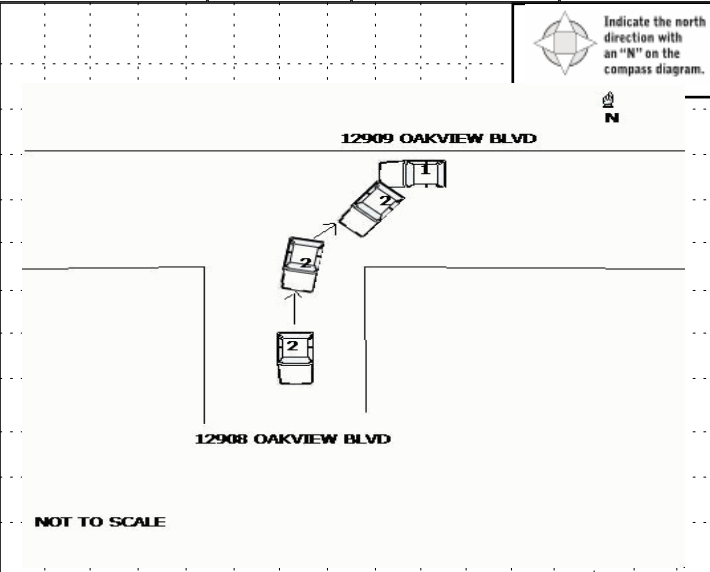 Indicate the north
direction with
an "N" on the
compass diagram.
N
12909 OAKVIEW BLVD
1
2
2
2
12908 OAKVIEW BLVD
NOT TO SCALE